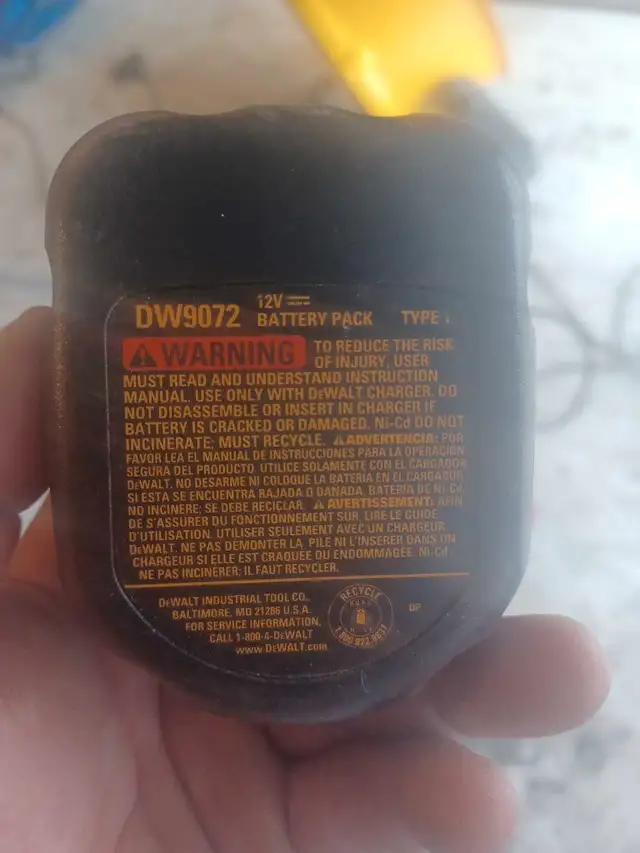 DW9072 12V
BATTERY PACK TYPE
WARNING TO REDUCE THE RISK
OF INJURY, USER
MUST READ AND UNDERSTAND INSTRUCTION
MANUAL. USE ONLY WITH DEWALT CHARGER. DO
NOT DISASSEMBLE OR INSERT IN CHARGER IF
BATTERY IS CRACKED OR DAMAGED. Ni-Cd DO NOT
INCINERATE; MUST RECYCLE. ADVERTENCIA: POR
FAVOR LEA EL MANUAL DE INSTRUCCIONES PARA LA OPERACIÓN
SEGURA DEL PRODUCTO. UTILICE SOLAMENTE CON EL CARGADOR
DEWALT. NO DESARME NI COLOQUE LA BATERIA EN EL CARGADOR
SI ESTA SE ENCUENTRA RAJADA O DAÑADA. BATERIA DE Ni-Cd.
NO INCINERE; SE DEBE RECICLAR. AVERTISSEMENT: AFIN
DE S'ASSURER DU FONCTIONNEMENT SUR, LIRE LE GUIDE
D'UTILISATION. UTILISER SEULEMENT AVEC UN CHARGEUR
DEWALT. NE PAS DEMONTER LA PILE NI L'INSERER DANS UN
CHARGEUR SI ELLE EST CRAQUEE OU ENDOMMAGEE. Ni-Cd
NE PAS INCINERER; IL FAUT RECYCLER.
DEWALT INDUSTRIAL TOOL CO.,
BALTIMORE, MD 21286 U.S.A.
FOR SERVICE INFORMATION,
CALL 1-800-4-DEWALT
www.DEWALT.com
RECYCLE